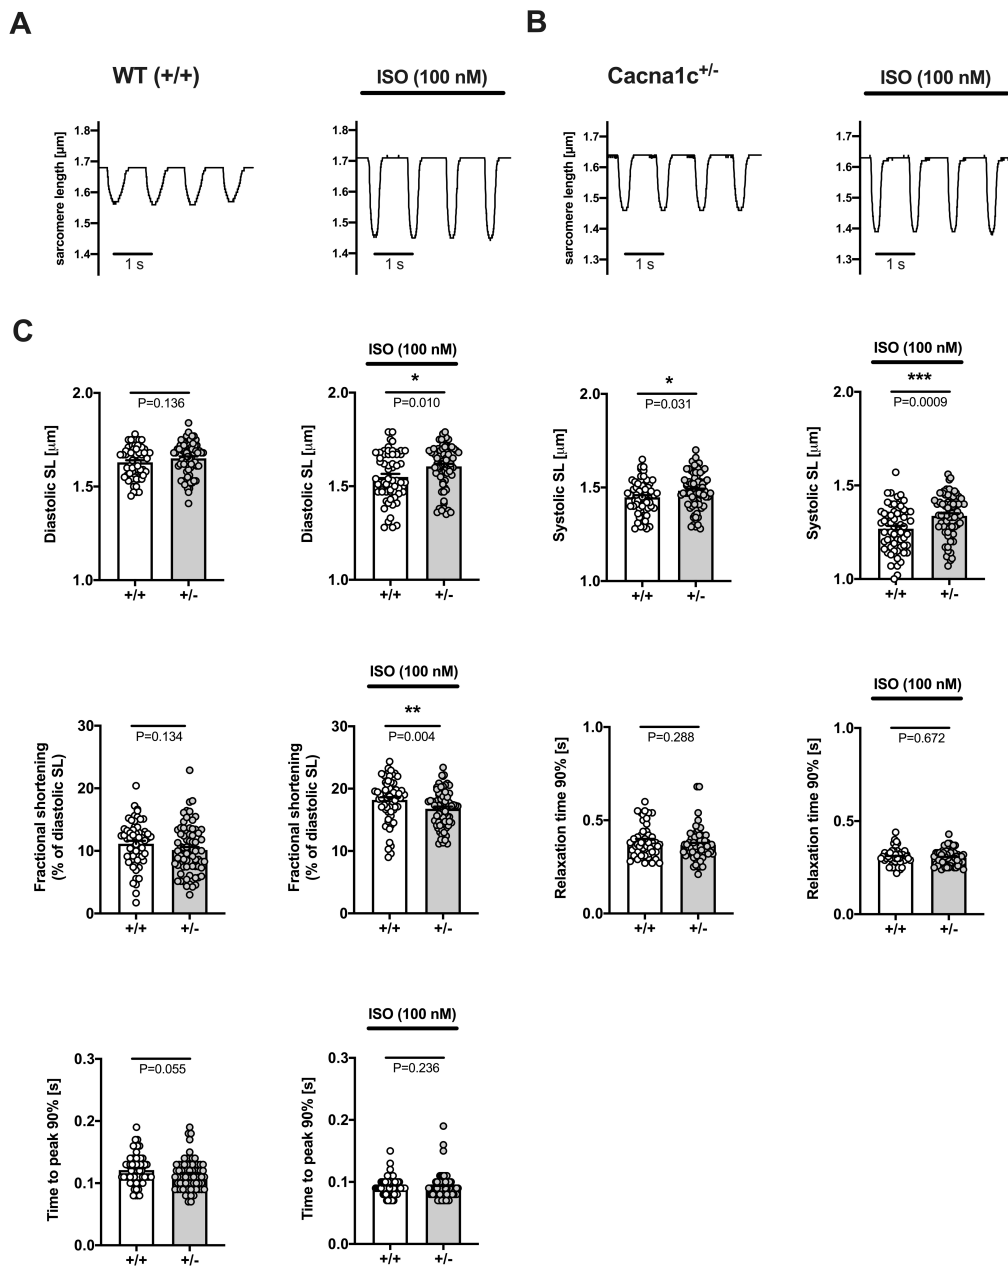 A
B
WT (+/+)
ISO (100 nM)
Cacna1c+/-
ISO (100 nM)
sarcomere length [µm]
1.8
1.7
1.6
1.5
1.4
1 s
1.8
1.7
1.6
1.5
1.4
1 s
sarcomere length [µm]
1.7
1.6
1.5
1.4
1.3
1 s
1.7
1.6
1.5
1.4
1.3
1 s
C
Diastolic SL [µm]
2.0
1.5
1.0
P=0.136
+/+ +/-
ISO (100 nM)
*
P=0.010
Diastolic SL [µm]
2.0
1.5
1.0
+/+ +/-
*
P=0.031
Systolic SL [µm]
2.0
1.5
1.0
+/+ +/-
ISO (100 nM)
***
P=0.0009
Systolic SL [µm]
2.0
1.5
1.0
+/+ +/-
Fractional shortening
(% of diastolic SL)
30
20
10
0
P=0.134
+/+ +/-
ISO (100 nM)
**
P=0.004
Fractional shortening
(% of diastolic SL)
30
20
10
0
+/+ +/-
Relaxation time 90% [s]
1.0
0.5
0.0
P=0.288
+/+ +/-
ISO (100 nM)
P=0.672
Relaxation time 90% [s]
1.0
0.5
0.0
+/+ +/-
Time to peak 90% [s]
0.3
0.2
0.1
0.0
P=0.055
+/+ +/-
ISO (100 nM)
P=0.236
Time to peak 90% [s]
0.3
0.2
0.1
0.0
+/+ +/-